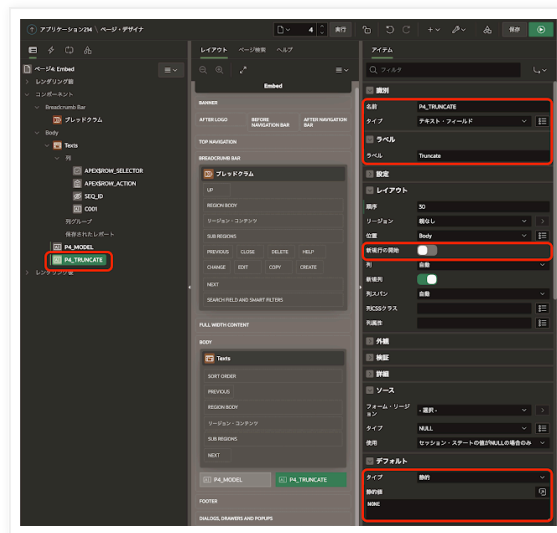 アプリケーション214 \ ページ・デザイナ
4
実行
保存
ページ4: Embed
レンダリング前
コンポーネント
Breadcrumb Bar
ブレッドクラム
Body
Texts
列
APEX$ROW_SELECTOR
APEX$ROW_ACTION
SEQ_ID
C001
列グループ
保存されたレポート
P4_MODEL
P4_TRUNCATE
レンダリング後
レイアウト ページ検索 ヘルプ
Embed
BANNER
AFTER LOGO
BEFORE NAVIGATION BAR
AFTER NAVIGATION BAR
TOP NAVIGATION
BREADCRUMB BAR
ブレッドクラム
UP
REGION BODY
リージョン・コンテンツ
SUB REGIONS
PREVIOUS CLOSE DELETE HELP
CHANGE EDIT COPY CREATE
NEXT
SEARCH FIELD AND SMART FILTERS
FULL WIDTH CONTENT
BODY
Texts
SORT ORDER
PREVIOUS
REGION BODY
リージョン・コンテンツ
SUB REGIONS
NEXT
P4_MODEL P4_TRUNCATE
FOOTER
DIALOGS, DRAWERS AND POPUPS
アイテム
フィルタ
識別
名前 P4_TRUNCATE
タイプ テキスト・フィールド
ラベル
ラベル Truncate
設定
レイアウト
順序 50
リージョン 親なし
位置 Body
新規行の開始
列 自動
新規列
列スパン 自動
列CSSクラス
列属性
外観
検証
詳細
ソース
フォーム・リージョン - 選択 -
タイプ NULL
使用 セッション・ステートの値がNULLの場合のみ
デフォルト
タイプ 静的
静的値
NONE